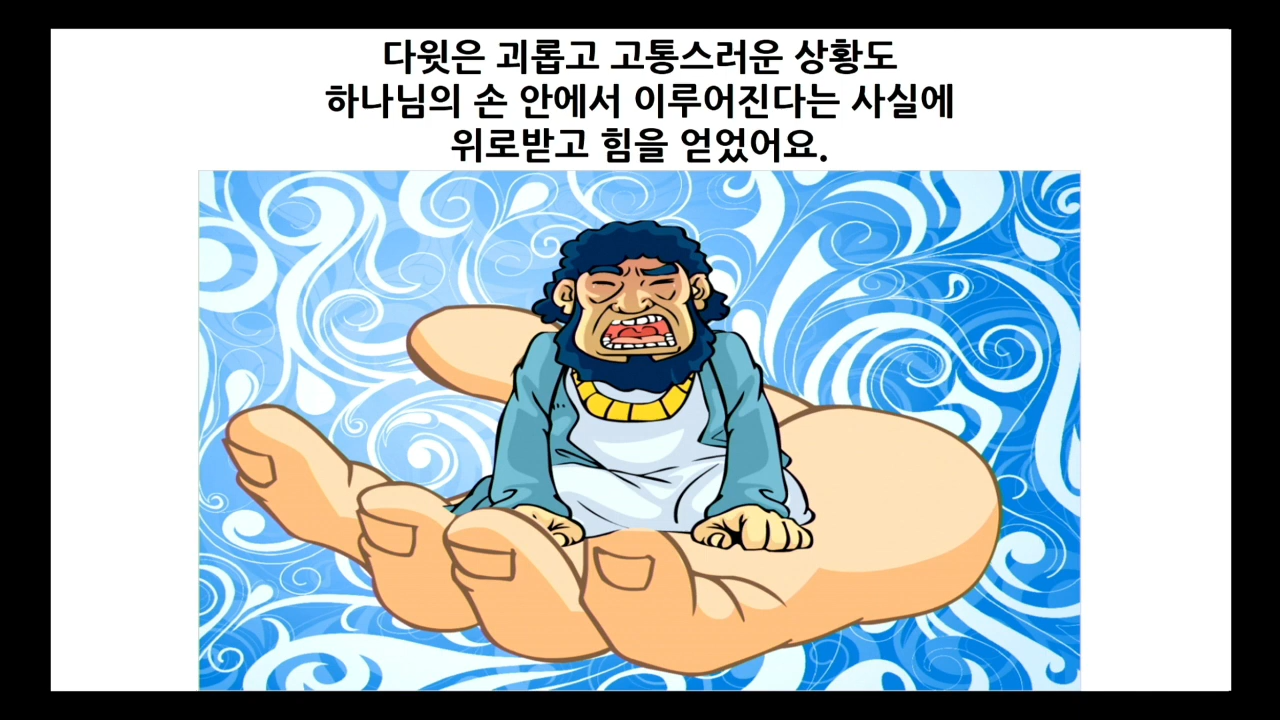 다윗은 괴롭고 고통스러운 상황도
하나님의 손 안에서 이루어진다는 사실에
위로받고 힘을 얻었어요.